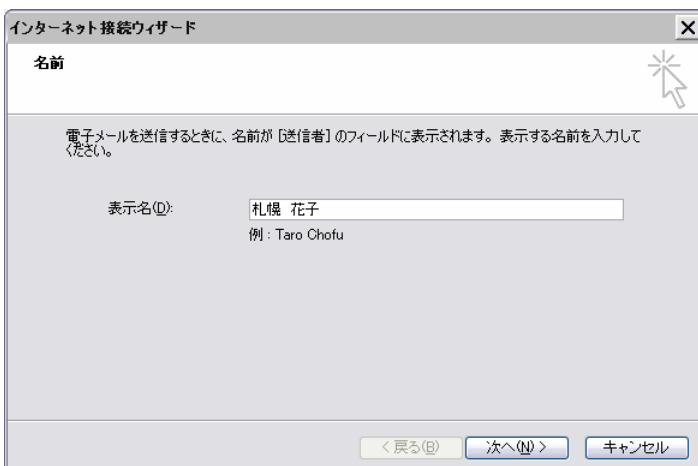 インターネット接続ウィザード
名前
電子メールを送信するときに、名前が [送信者] のフィールドに表示されます。表示する名前を入力して
ください。
表示名(D):
札幌 花子
例 : Taro Chofu
< 戻る(B)
次へ(N) >
キャンセル